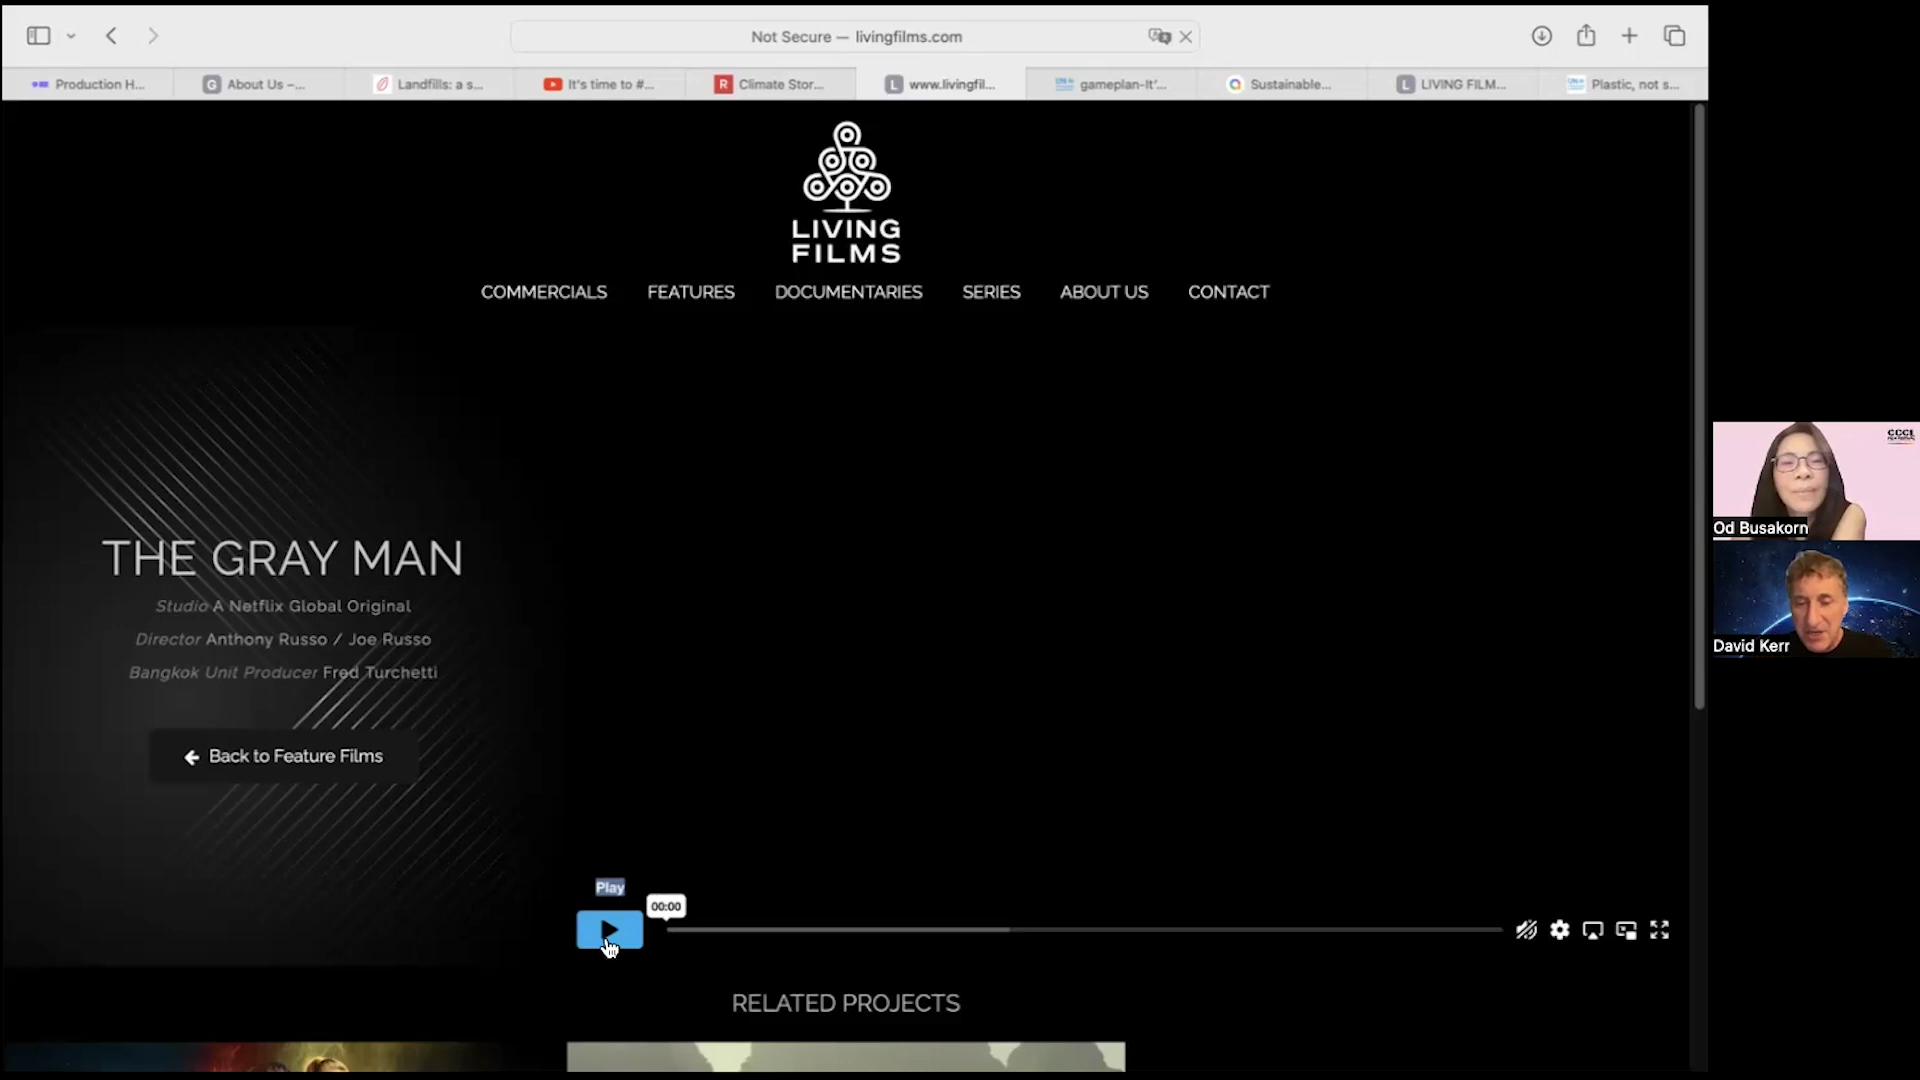 Not Secure — livingfilms.com
Production H...
About Us –...
Landfills: a s...
It's time to #...
Climate Stor...
www.livingfil...
gameplan-It'...
Sustainable...
LIVING FILM...
Plastic, not s...
LIVING
FILMS
COMMERCIALS
FEATURES
DOCUMENTARIES
SERIES
ABOUT US
CONTACT
THE GRAY MAN
Studio A Netflix Global Original
Director Anthony Russo / Joe Russo
Bangkok Unit Producer Fred Turchetti
Back to Feature Films
Play
00:00
RELATED PROJECTS
CCCL
Od Busakorn
David Kerr